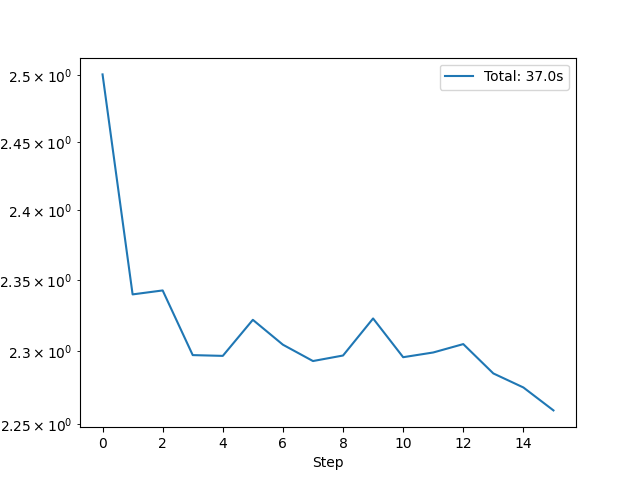 Total: 37.0s
2.5 × 10⁰
2.45 × 10⁰
2.4 × 10⁰
2.35 × 10⁰
2.3 × 10⁰
2.25 × 10⁰
0 2 4 6 8 10 12 14
Step